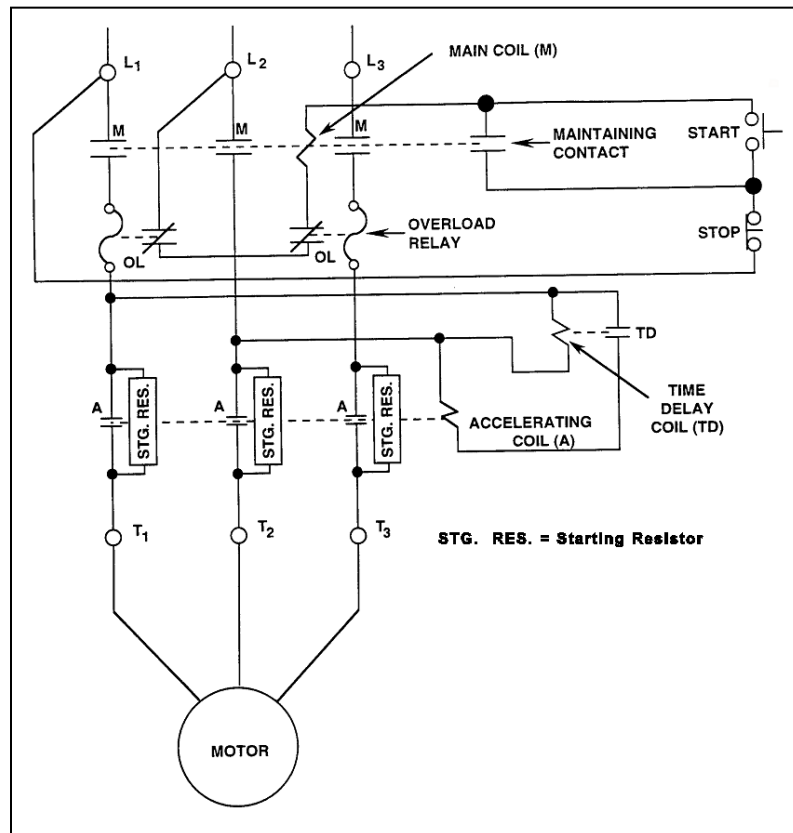 L1
L2
L3
MAIN COIL (M)
M
M
M
MAINTAINING
CONTACT
START
OVERLOAD
RELAY
STOP
OL
OL
TD
TIME
DELAY
COIL (TD)
A
STG. RES.
A
STG. RES.
A
STG. RES.
ACCELERATING
COIL (A)
T1
T2
T3
STG. RES. = Starting Resistor
MOTOR